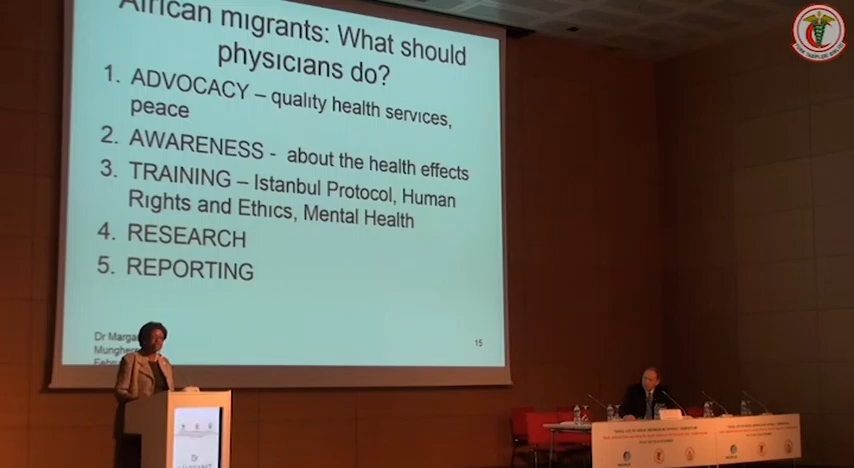 African migrants: What should
physicians do?
1. ADVOCACY – quality health services,
peace
2. AWARENESS - about the health effects
3. TRAINING – Istanbul Protocol, Human
Rights and Ethics, Mental Health
4. RESEARCH
5. REPORTING
Dr
15